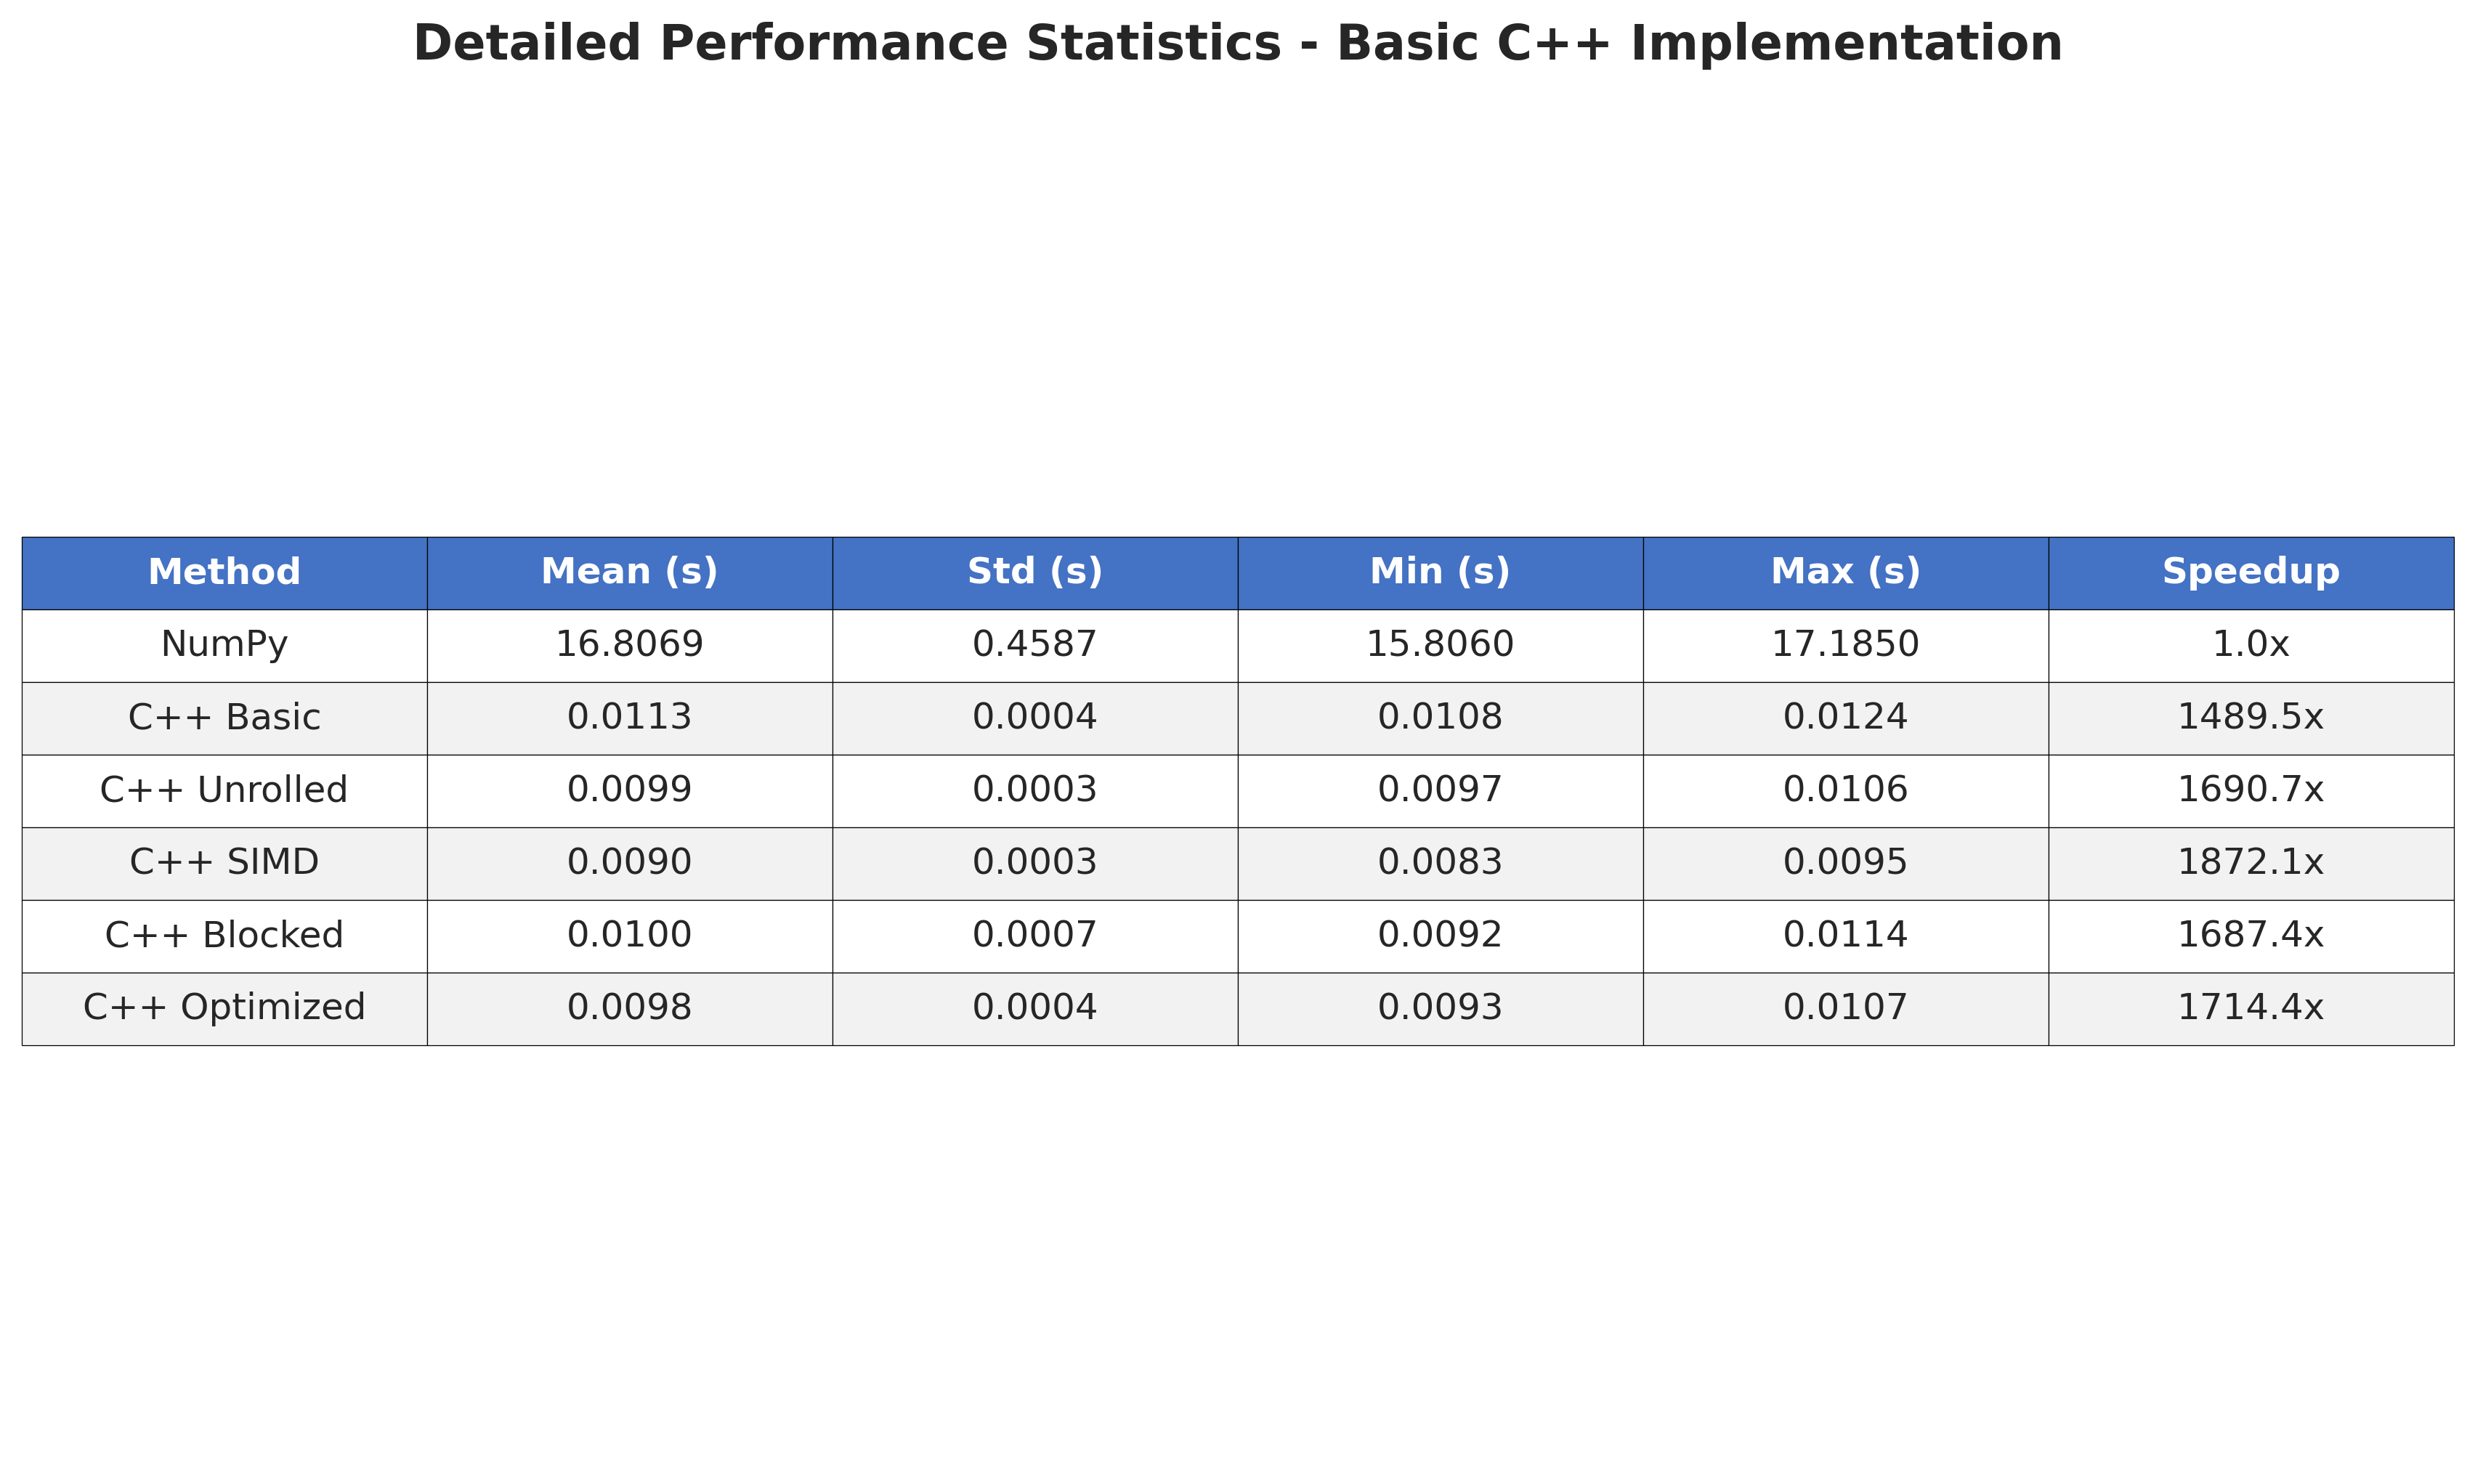 Detailed Performance Statistics - Basic C++ Implementation
Method Mean (s) Std (s) Min (s) Max (s) Speedup
NumPy 16.8069 0.4587 15.8060 17.1850 1.0x
C++ Basic 0.0113 0.0004 0.0108 0.0124 1489.5x
C++ Unrolled 0.0099 0.0003 0.0097 0.0106 1690.7x
C++ SIMD 0.0090 0.0003 0.0083 0.0095 1872.1x
C++ Blocked 0.0100 0.0007 0.0092 0.0114 1687.4x
C++ Optimized 0.0098 0.0004 0.0093 0.0107 1714.4x